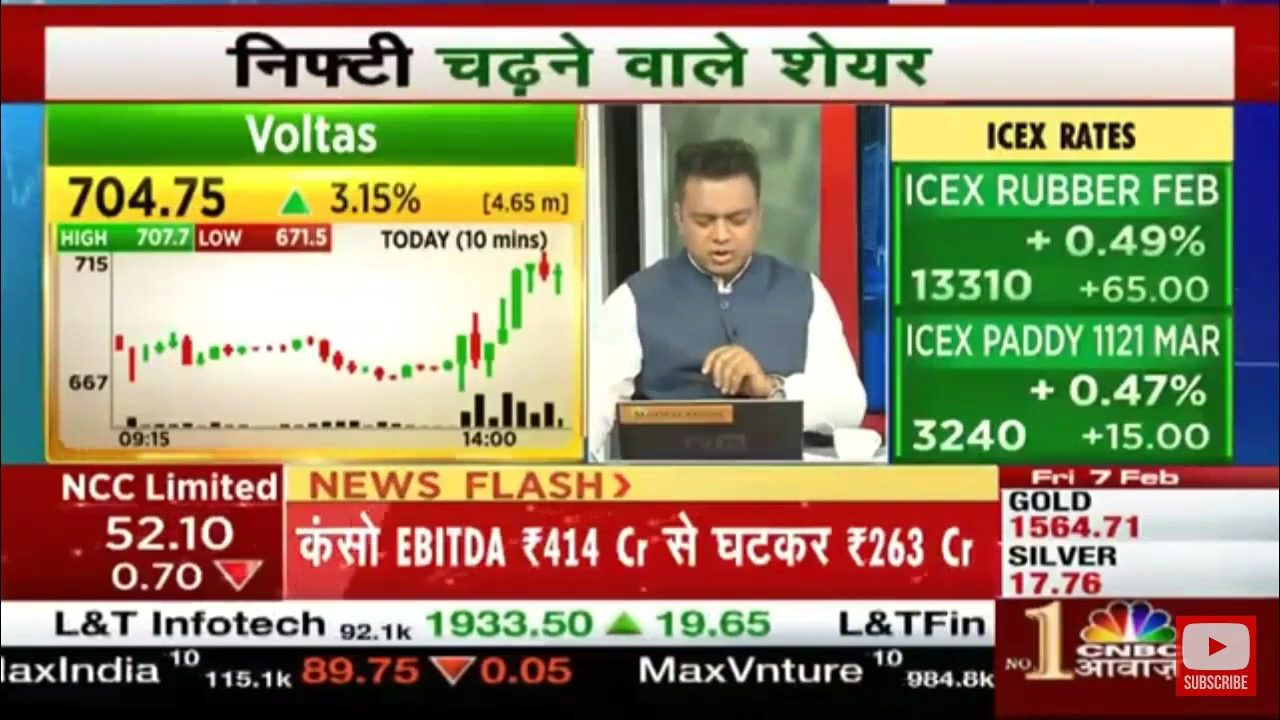 निफ्टी चढ़ने वाले शेयर
Voltas
704.75 ▲ 3.15% [4.65 m]
HIGH 707.7 LOW 671.5 TODAY (10 mins)
715
667
09:15 14:00
ICEX RATES
ICEX RUBBER FEB
+ 0.49%
13310 +65.00
ICEX PADDY 1121 MAR
+ 0.47%
3240 +15.00
NCC Limited
52.10
0.70 ▼
NEWS FLASH >
कंसो EBITDA ₹414 Cr से घटकर ₹263 Cr
Fri 7 Feb
GOLD
1564.71
SILVER
17.76
L&T Infotech 92.1k 1933.50 ▲ 19.65 L&TFin
axIndia 10 115.1k 89.75 ▼ 0.05 MaxVnture 10 984.8k
NO. 1 CNBC
आवाज़
SUBSCRIBE